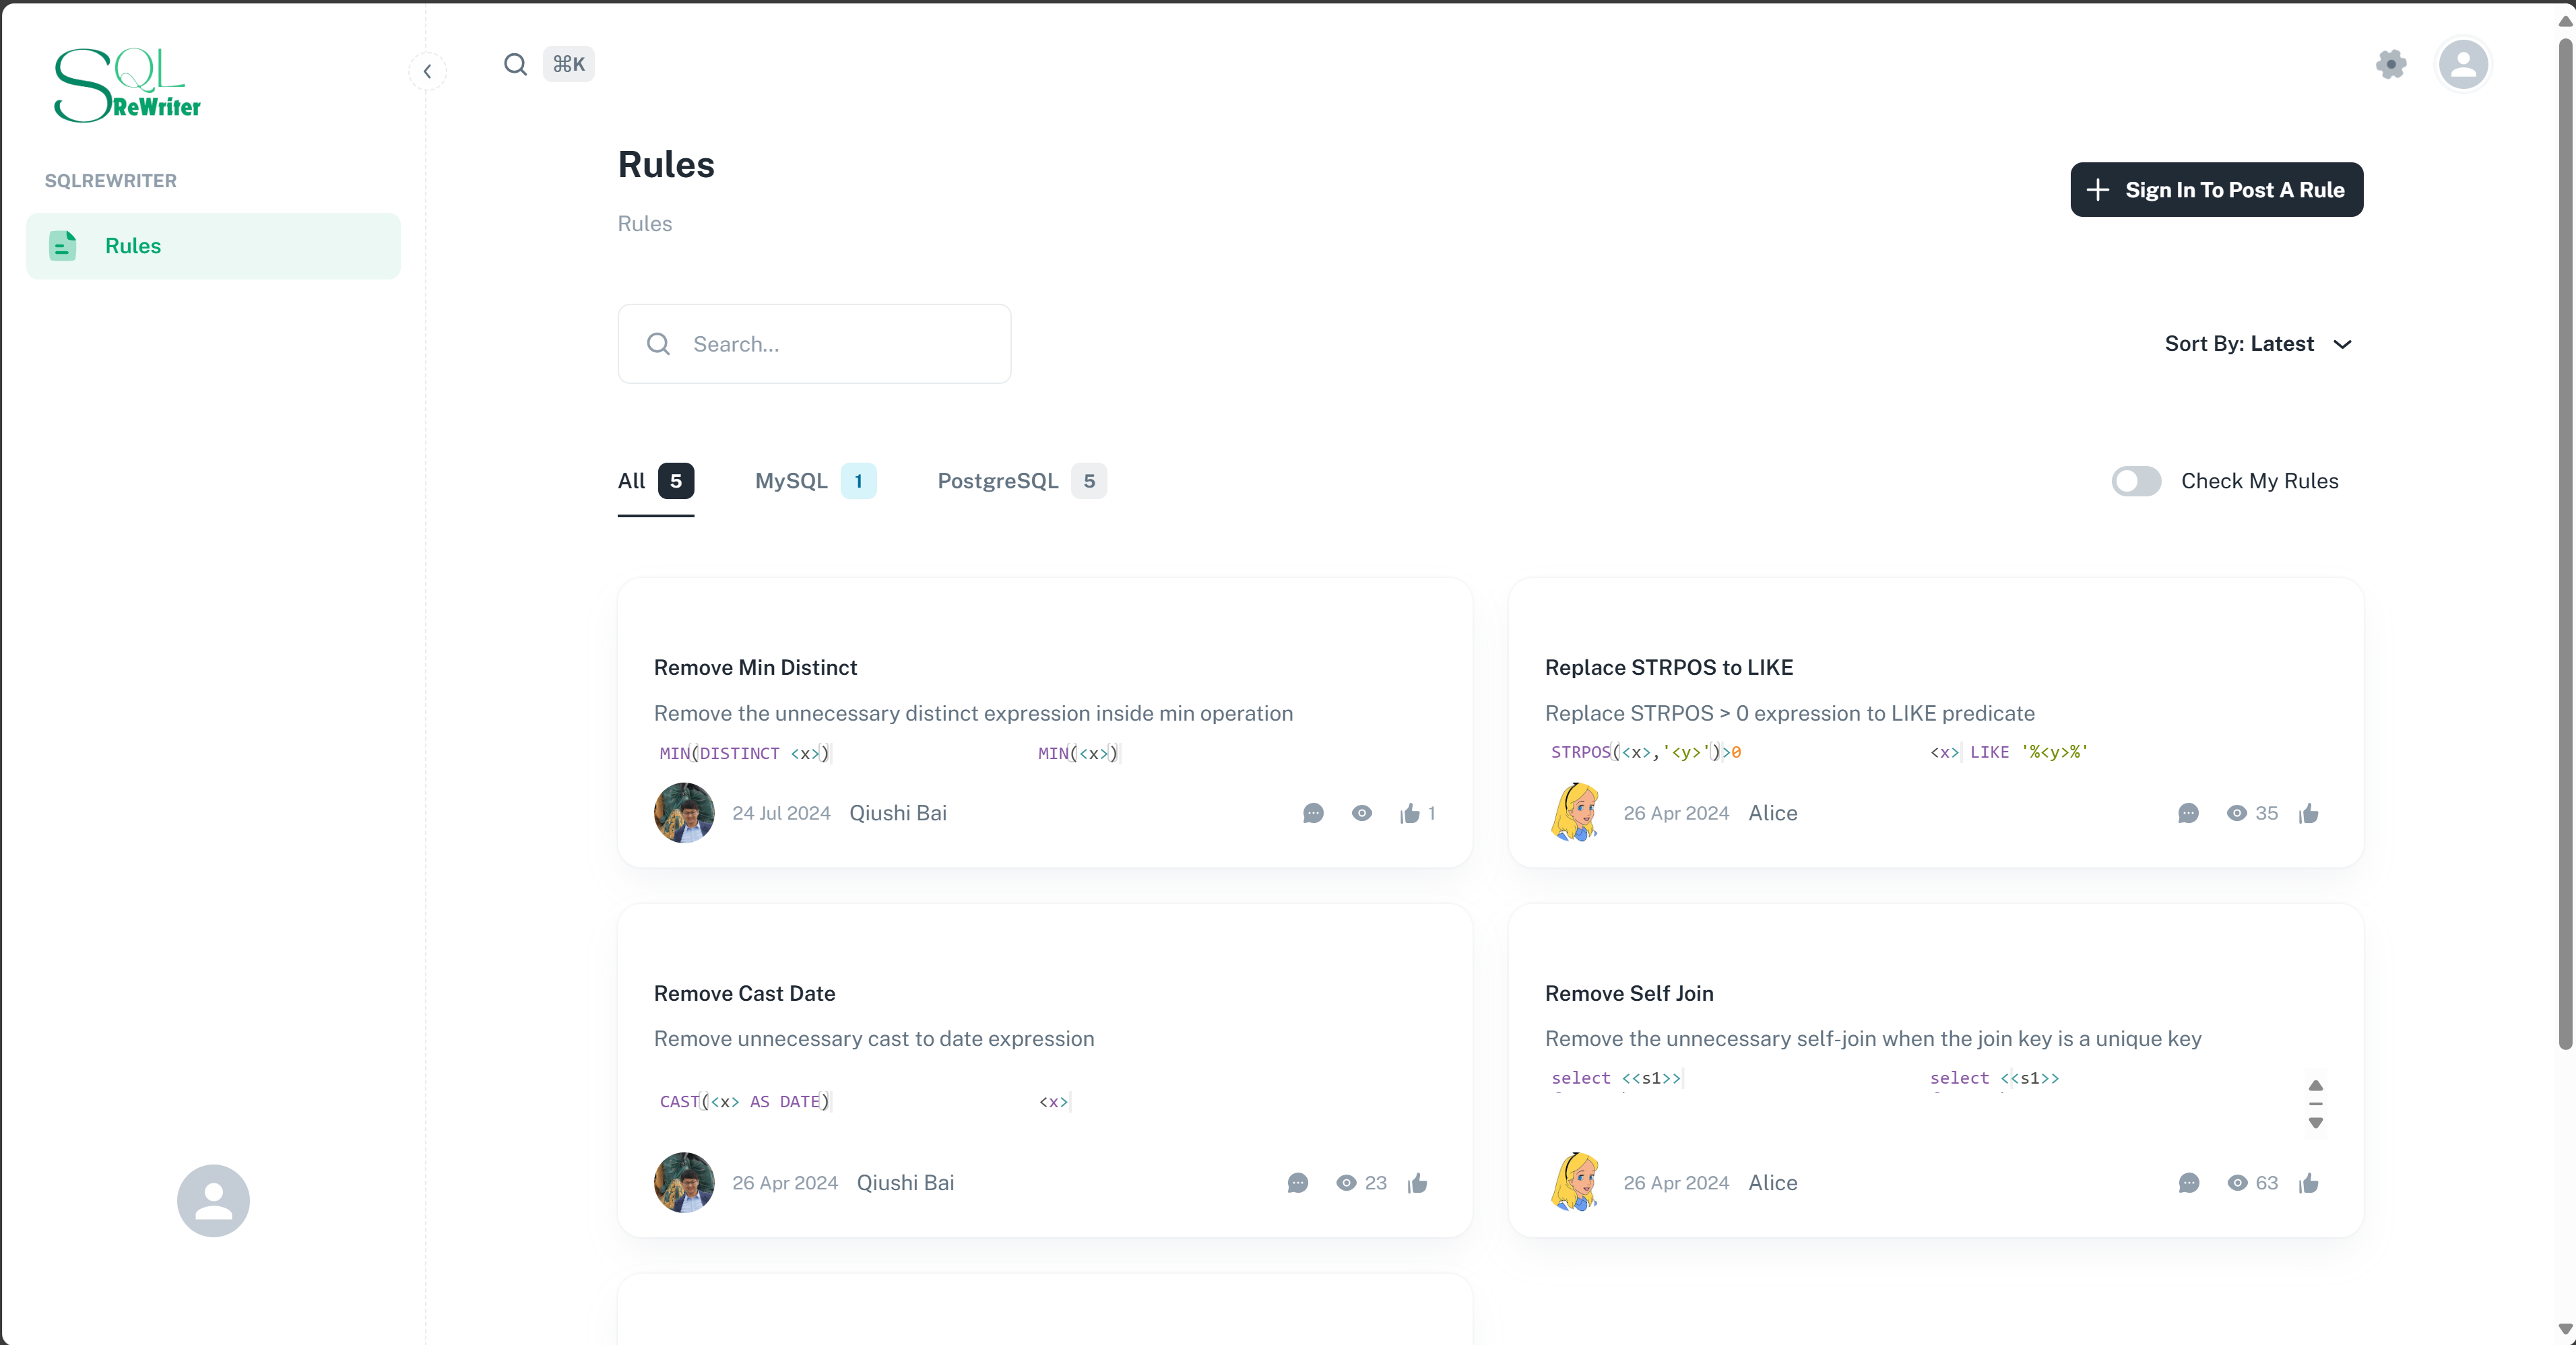 SQL
ReWriter
⌘K
SQLREWRITER
Rules
Rules
Rules
Sign In To Post A Rule
Search...
Sort By: Latest
All 5 MySQL 1 PostgreSQL 5
Check My Rules
Remove Min Distinct
Remove the unnecessary distinct expression inside min operation
MIN(DISTINCT <x>) MIN(<x>)
24 Jul 2024 Qiushi Bai 1
Replace STRPOS to LIKE
Replace STRPOS > 0 expression to LIKE predicate
STRPOS(<x>,'<y>')>0 <x> LIKE '%<y>%'
26 Apr 2024 Alice 35
Remove Cast Date
Remove unnecessary cast to date expression
CAST(<x> AS DATE) <x>
26 Apr 2024 Qiushi Bai 23
Remove Self Join
Remove the unnecessary self-join when the join key is a unique key
select <<s1>> select <<s1>>
26 Apr 2024 Alice 63